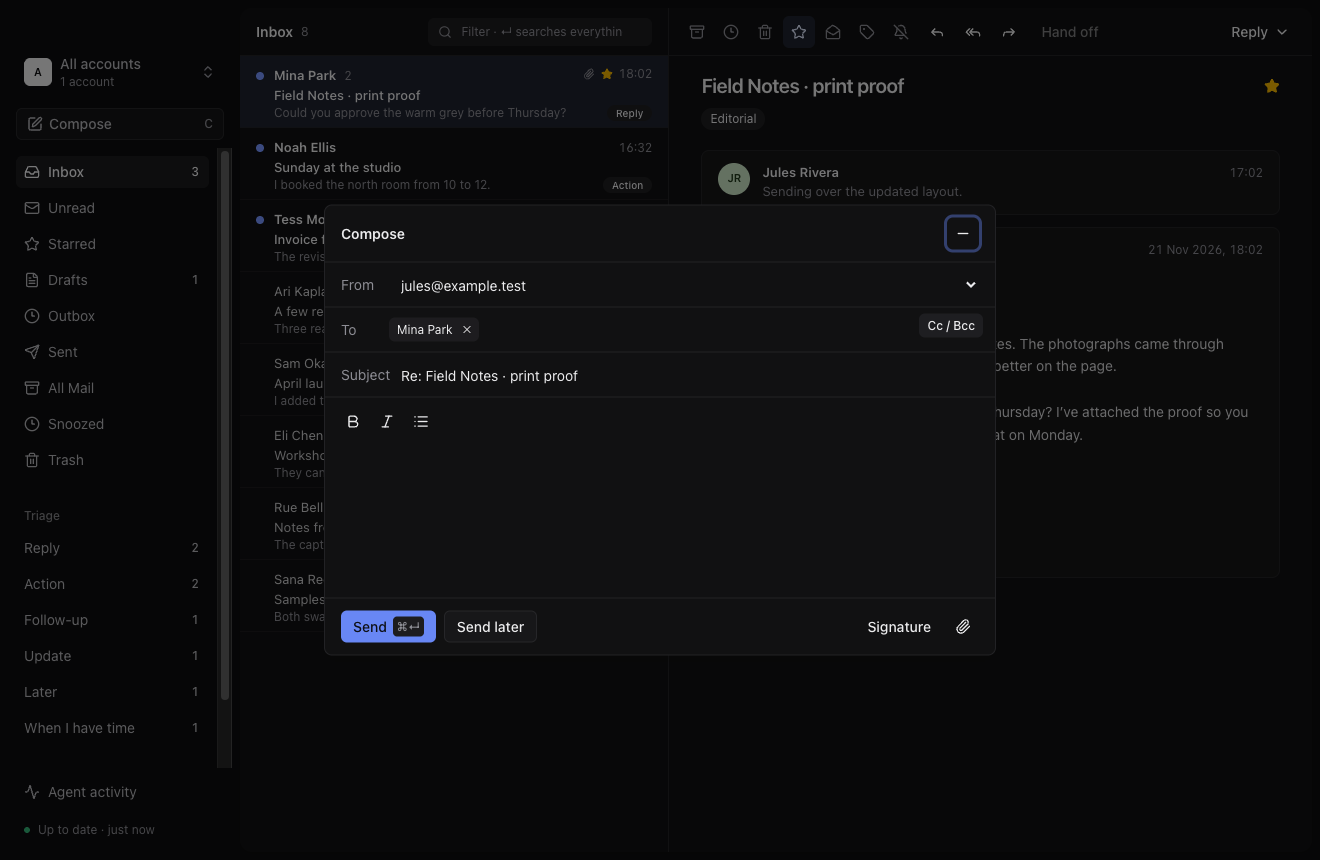 A
All accounts
1 account
Compose C
Inbox 3
Unread
Starred
Drafts 1
Outbox
Sent
All Mail
Snoozed
Trash
Triage
Reply 2
Action 2
Follow-up 1
Update 1
Later 1
When I have time 1
Agent activity
Up to date · just now
Inbox 8
Filter · ↵ searches everythin
Mina Park 2 18:02
Field Notes · print proof
Could you approve the warm grey before Thursday? Reply
Noah Ellis 16:32
Sunday at the studio
I booked the north room from 10 to 12. Action
Tess Mo
Invoice f
The revis
Ari Kapla
A few re
Three rea
Sam Oka
April lau
I added t
Eli Chen
Worksho
They can
Rue Bell
Notes fr
The capt
Sana Re
Samples
Both swa
Hand off
Reply
Field Notes · print proof
Editorial
JR
Jules Rivera 17:02
Sending over the updated layout.
21 Nov 2026, 18:02
es. The photographs came through
better on the page.
hursday? I’ve attached the proof so you
at on Monday.
Compose
From jules@example.test
To Mina Park
Cc / Bcc
Subject Re: Field Notes · print proof
B I
Send ⌘↵
Send later
Signature